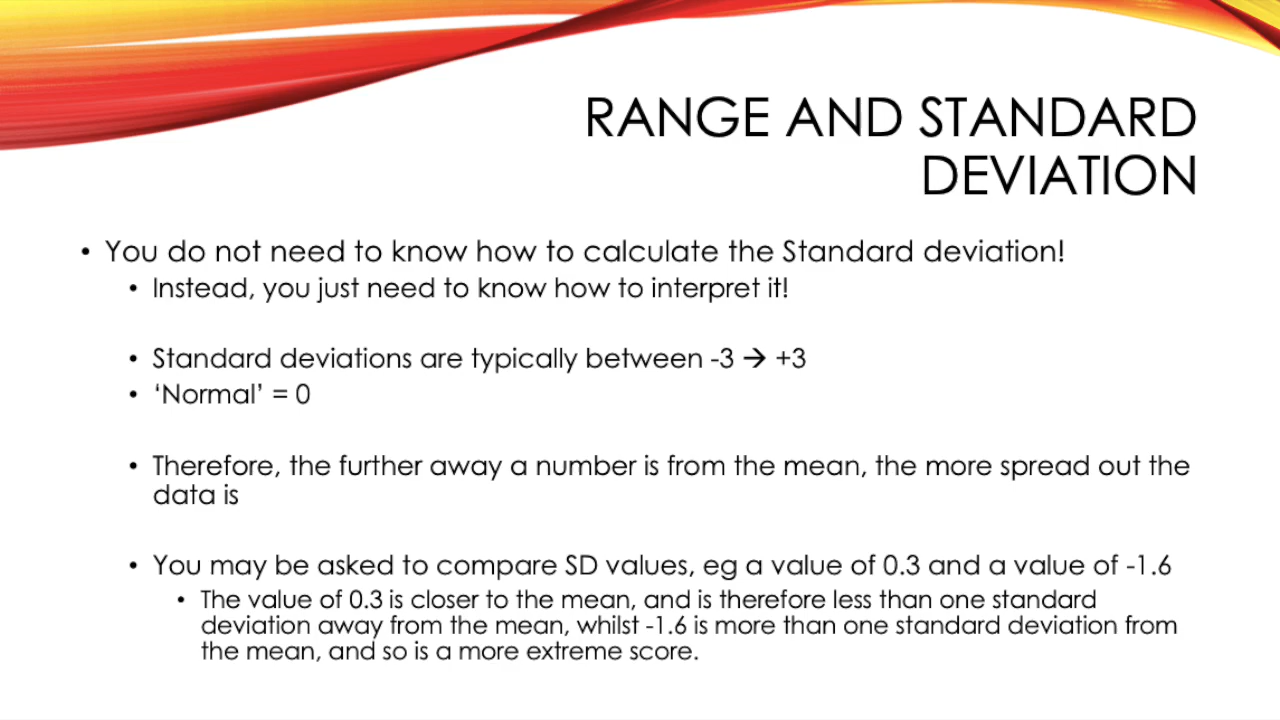 RANGE AND STANDARD
DEVIATION
• You do not need to know how to calculate the Standard deviation!
• Instead, you just need to know how to interpret it!
• Standard deviations are typically between -3 → +3
• ‘Normal’ = 0
• Therefore, the further away a number is from the mean, the more spread out the
data is
• You may be asked to compare SD values, eg a value of 0.3 and a value of -1.6
• The value of 0.3 is closer to the mean, and is therefore less than one standard
deviation away from the mean, whilst -1.6 is more than one standard deviation from
the mean, and so is a more extreme score.